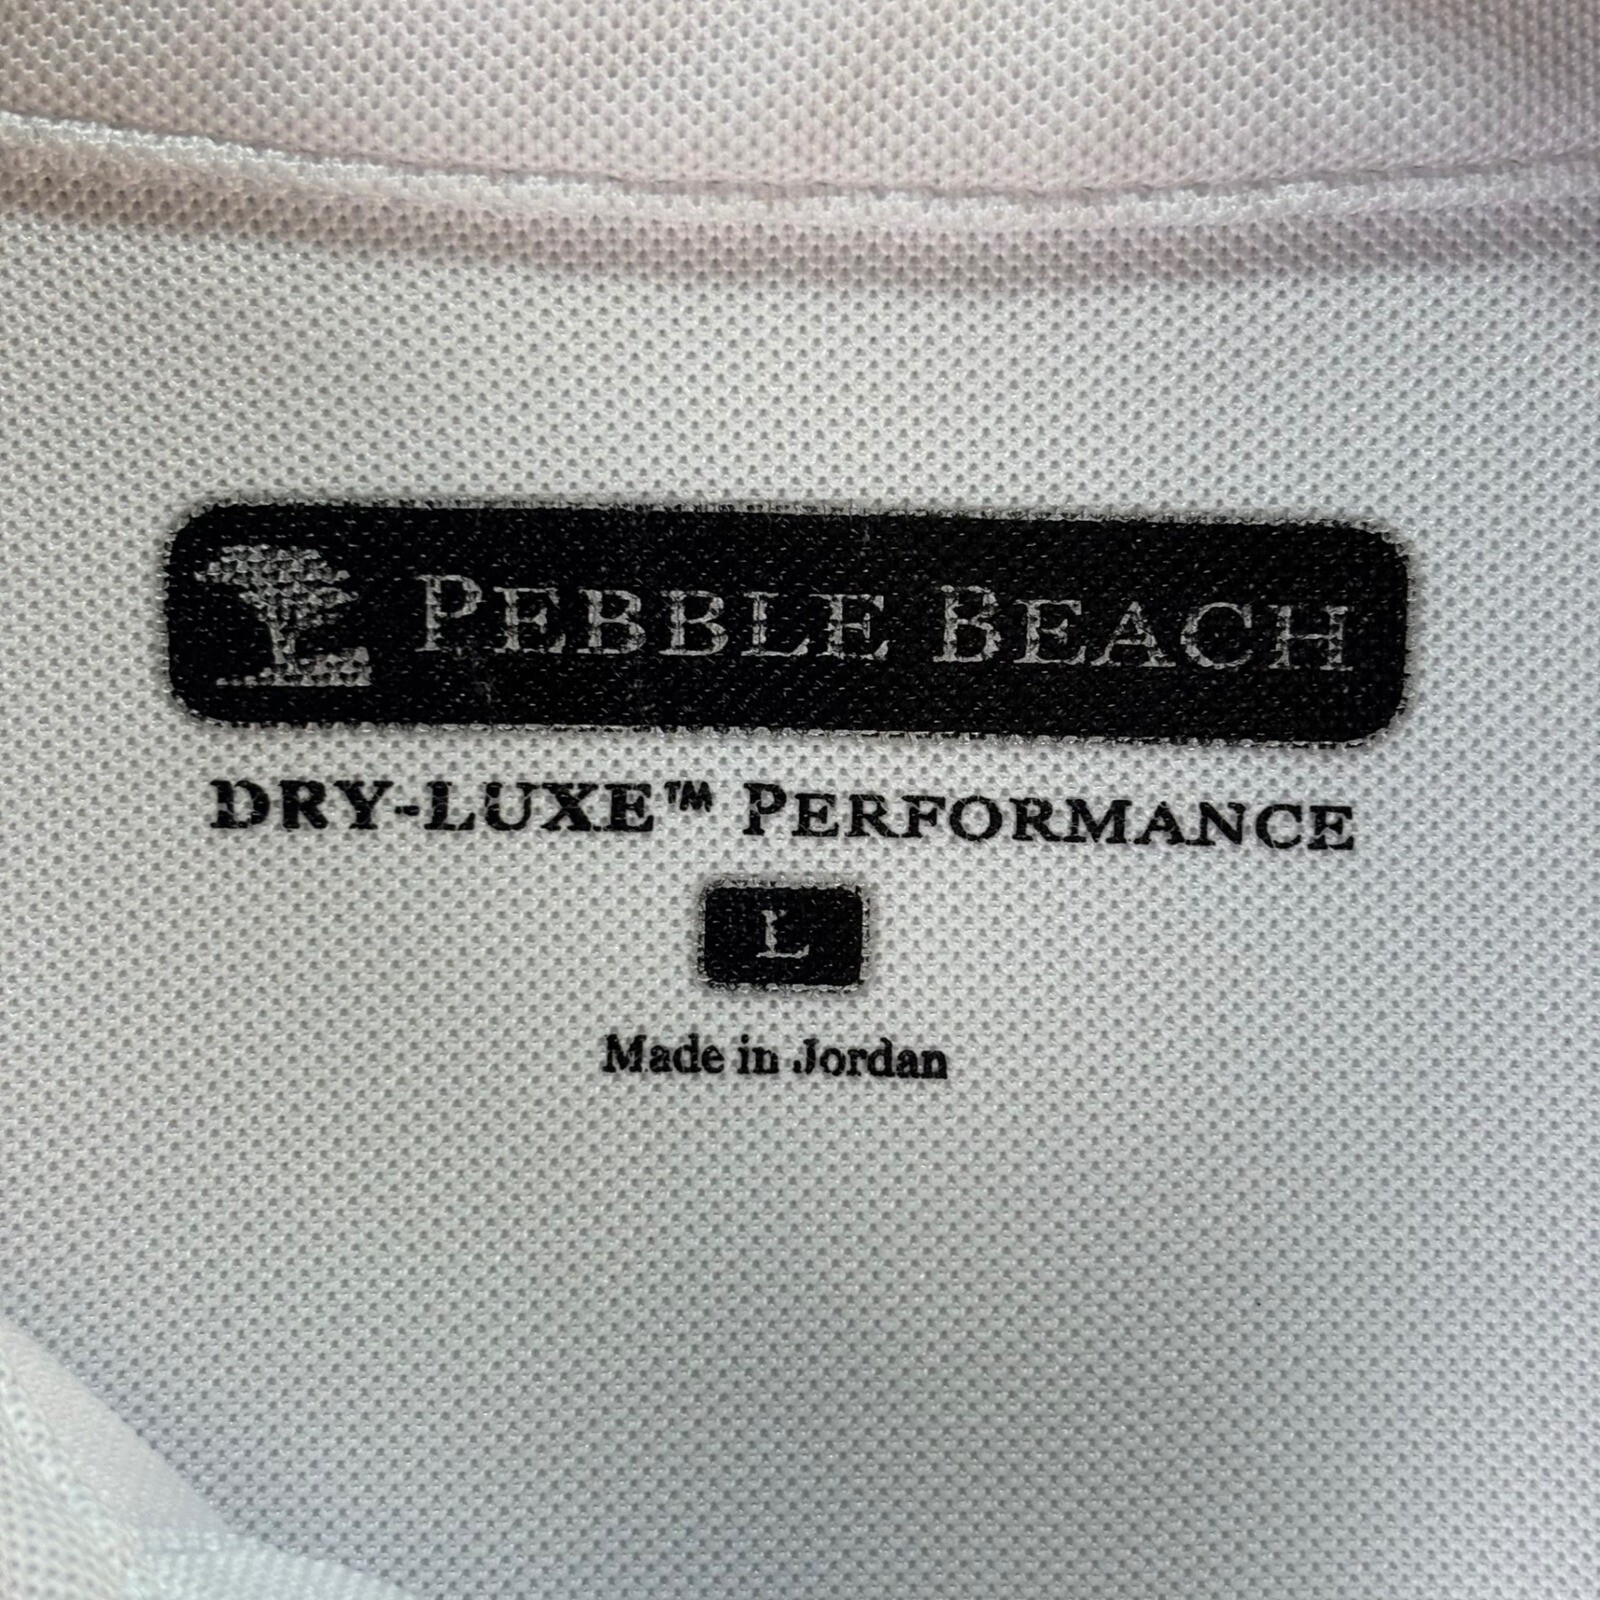 PEBBLE BEACH
DRY-LUXE™ PERFORMANCE
L
Made in Jordan